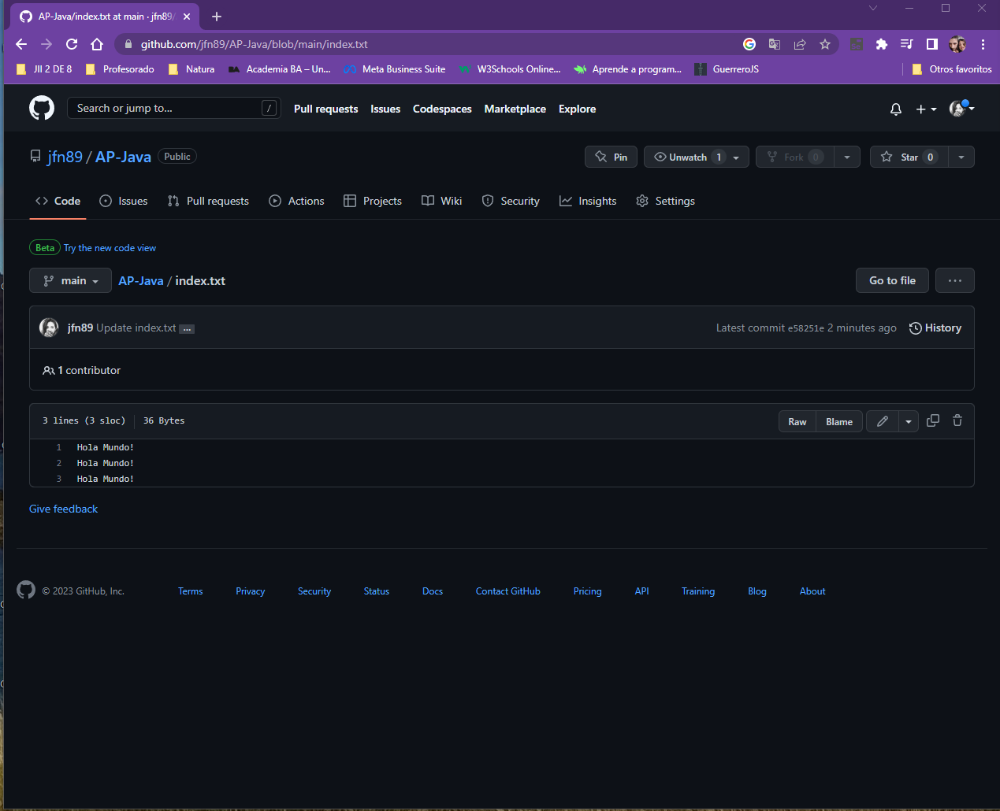 AP-Java/index.txt at main · jfn89/
github.com/jfn89/AP-Java/blob/main/index.txt
JII 2 DE 8 Profesorado Natura BA Academia BA – Un... Meta Business Suite W3Schools Online... Aprende a program... GuerreroJS Otros favoritos
Search or jump to... / Pull requests Issues Codespaces Marketplace Explore
jfn89 / AP-Java Public Pin Unwatch 1 Fork 0 Star 0
Code Issues Pull requests Actions Projects Wiki Security Insights Settings
Beta Try the new code view
main AP-Java / index.txt Go to file ...
jfn89 Update index.txt ... Latest commit e58251e 2 minutes ago History
1 contributor
3 lines (3 sloc) 36 Bytes Raw Blame
1 Hola Mundo!
2 Hola Mundo!
3 Hola Mundo!
Give feedback
© 2023 GitHub, Inc. Terms Privacy Security Status Docs Contact GitHub Pricing API Training Blog About